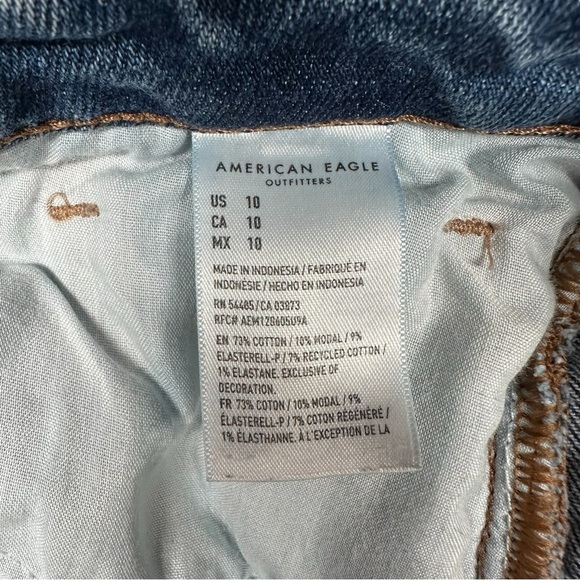 AMERICAN EAGLE
OUTFITTERS
US 10
CA 10
MX 10
MADE IN INDONESIA / FABRIQUÉ EN
INDONÉSIE / HECHO EN INDONESIA
RN 54485 / CA 03873
RFC# AEM120605U9A
EN 73% COTTON / 10% MODAL / 9%
ELASTERELL-P / 7% RECYCLED COTTON /
1% ELASTANE. EXCLUSIVE OF
DECORATION.
FR 73% COTON / 10% MODAL / 9%
ÉLASTERELL-P / 7% COTON RÉGÉNÉRÉ /
1% ÉLASTHANNE. À L'EXCEPTION DE LA